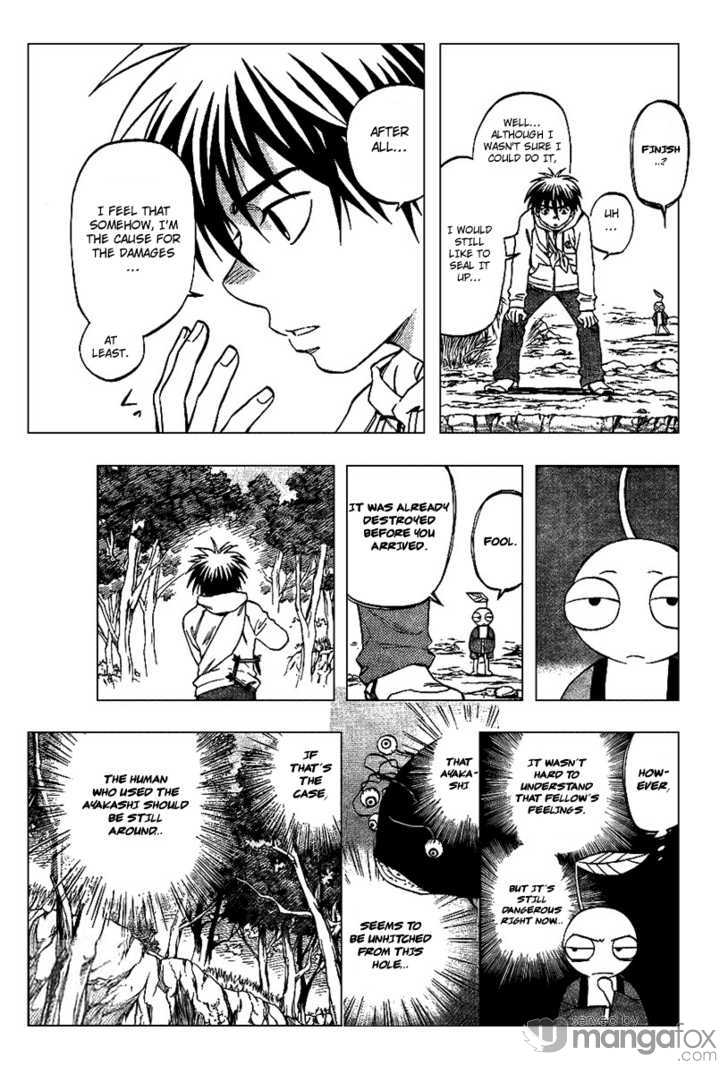 FINISH
..?
UH
...
WELL...
ALTHOUGH I
WASN'T SURE I
COULD DO IT,
I WOULD
STILL
LIKE TO
SEAL IT
UP...
AFTER
ALL...
I FEEL THAT
SOMEHOW, I'M
THE CAUSE FOR
THE DAMAGES
...
AT
LEAST.
FOOL.
IT WAS ALREADY
DESTROYED
BEFORE YOU
ARRIVED.
HOW-
EVER,
IT WASN'T
HARD TO
UNDERSTAND
THAT FELLOW'S
FEELINGS.
BUT IT'S
STILL
DANGEROUS
RIGHT NOW..
THAT
AYAKA-
SHI
SEEMS TO
BE UNHITCHED
FROM THIS
HOLE...
IF
THAT'S
THE
CASE,
THE HUMAN
WHO USED THE
AYAKASHI SHOULD
BE STILL
AROUND..
served by
mangafox
.com